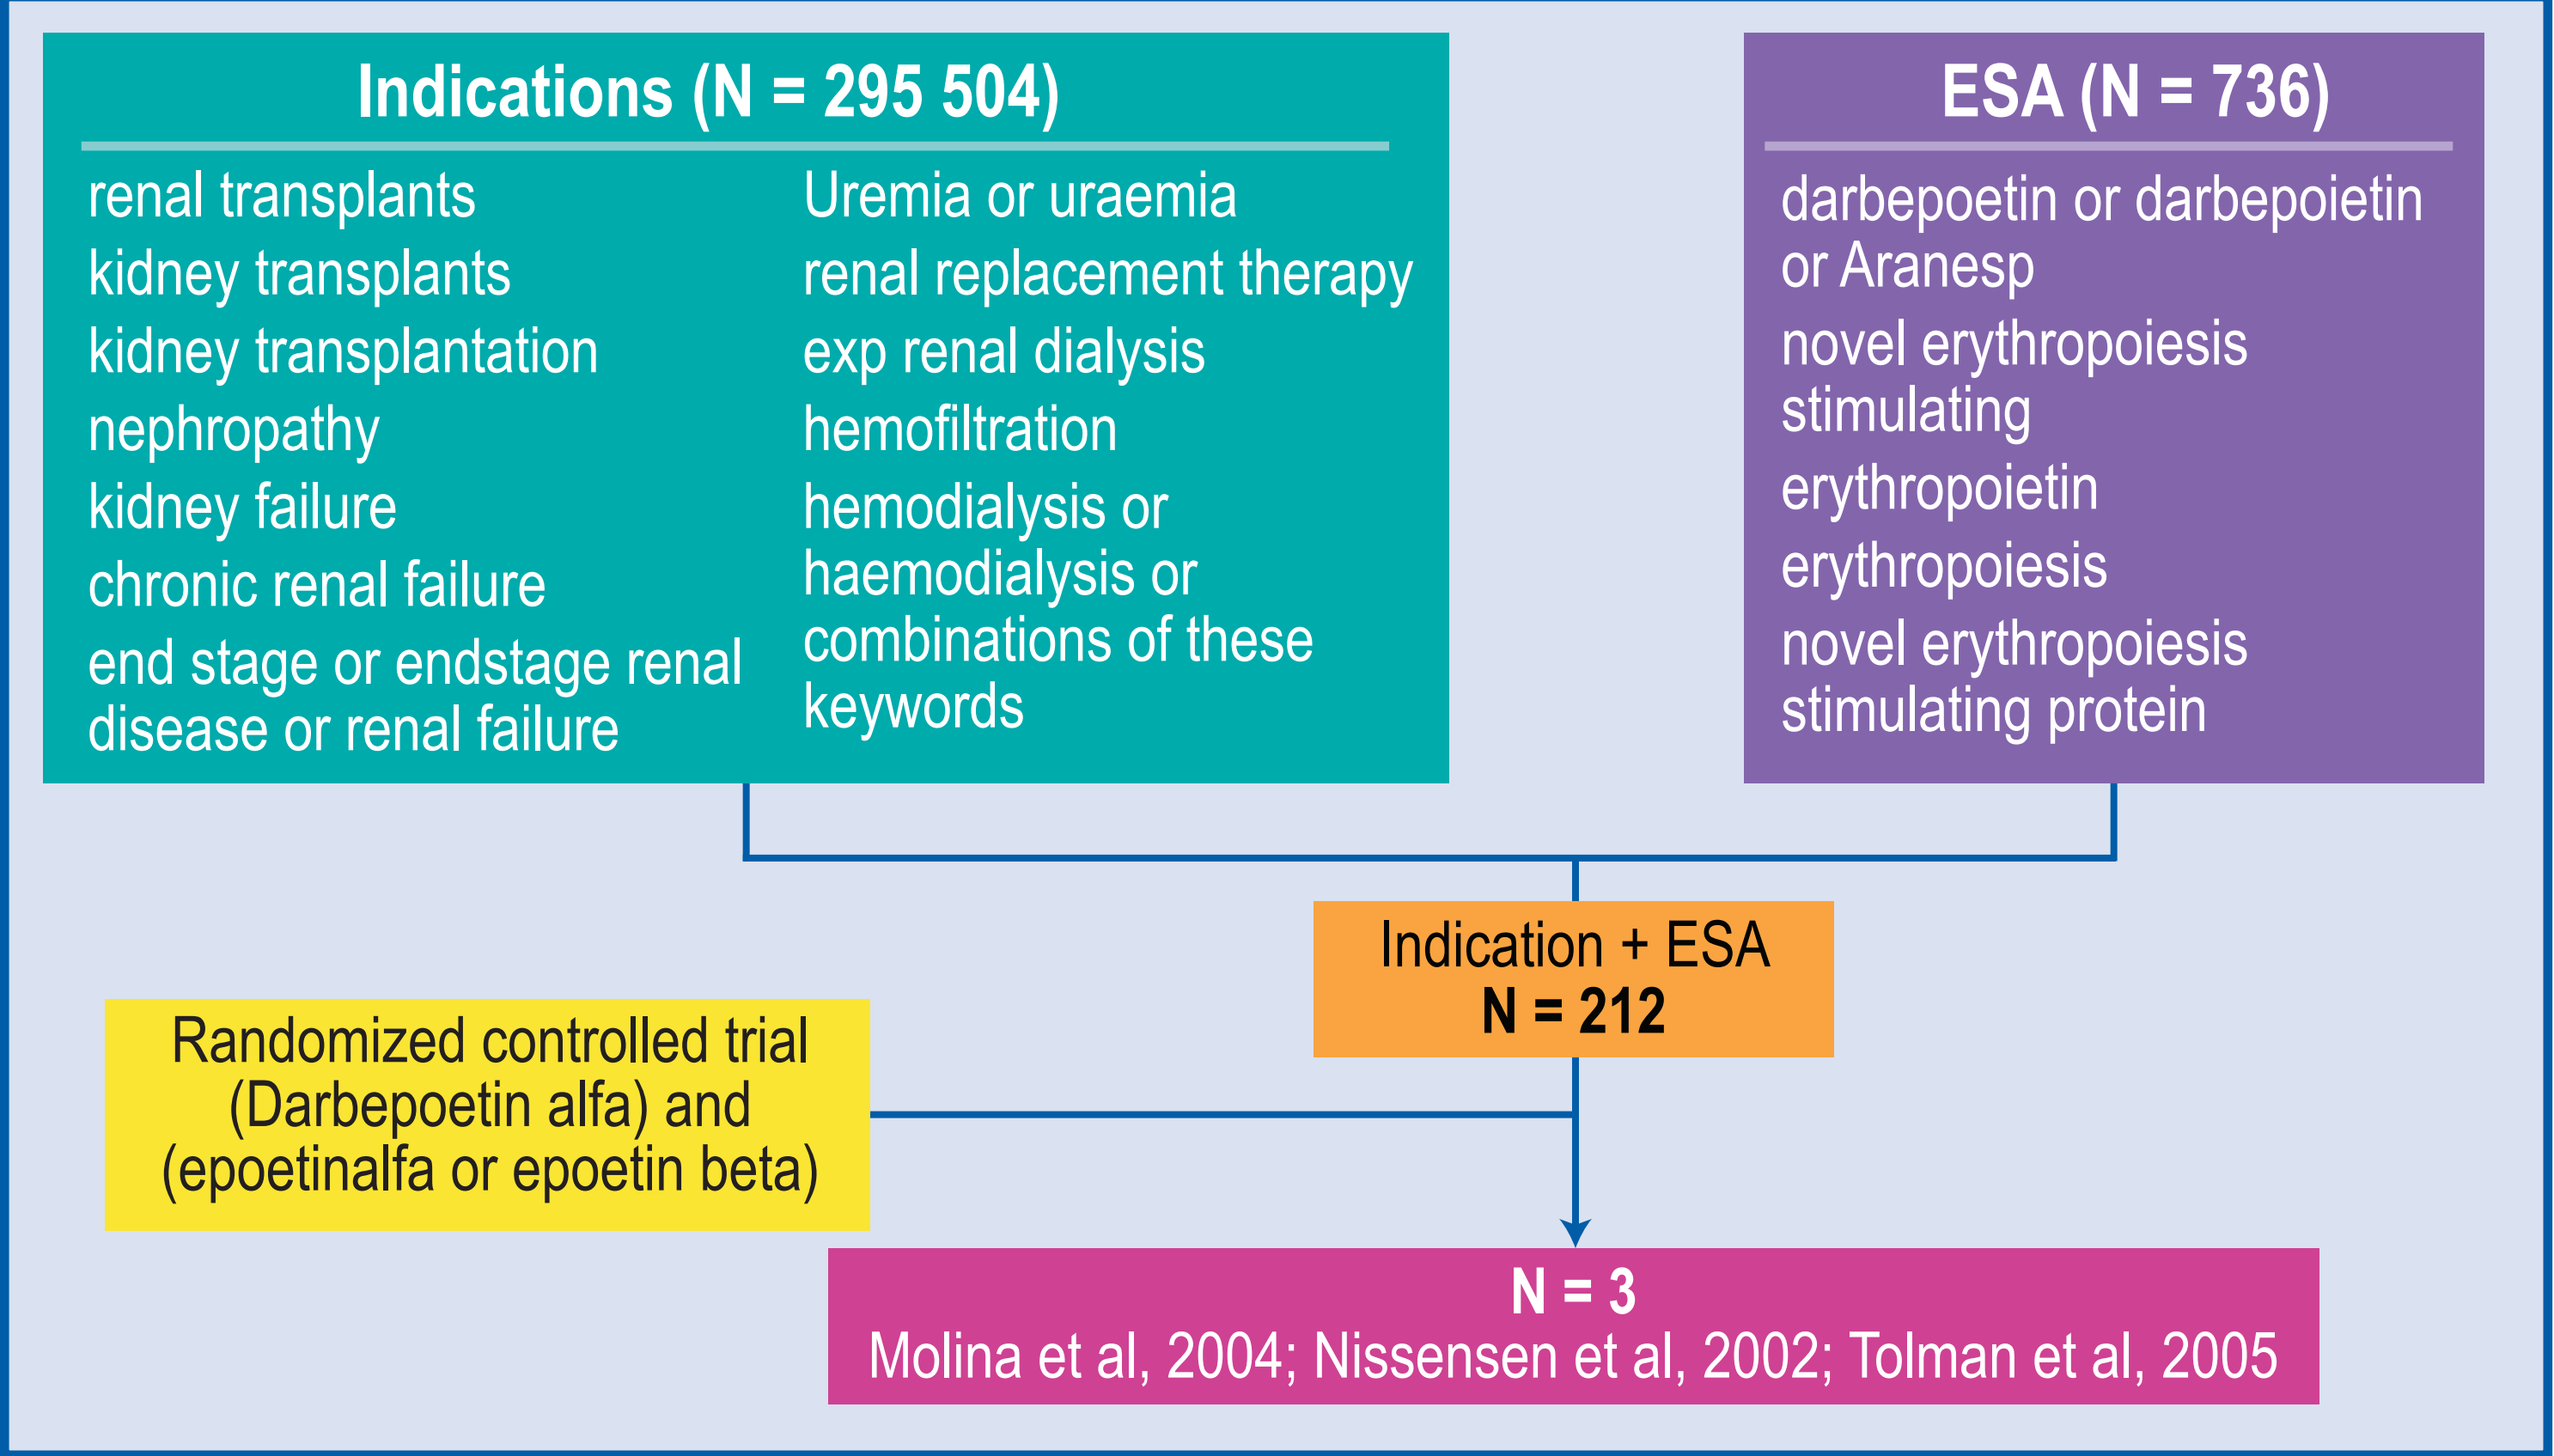 Indications (N = 295 504)
renal transplants
kidney transplants
kidney transplantation
nephropathy
kidney failure
chronic renal failure
end stage or endstage renal
disease or renal failure
Uremia or uraemia
renal replacement therapy
exp renal dialysis
hemofiltration
hemodialysis or
haemodialysis or
combinations of these
keywords
ESA (N = 736)
darbepoetin or darbepoietin
or Aranesp
novel erythropoiesis
stimulating
erythropoietin
erythropoiesis
novel erythropoiesis
stimulating protein
Indication + ESA
N = 212
Randomized controlled trial
(Darbepoetin alfa) and
(epoetinalfa or epoetin beta)
N = 3
Molina et al, 2004; Nissensen et al, 2002; Tolman et al, 2005